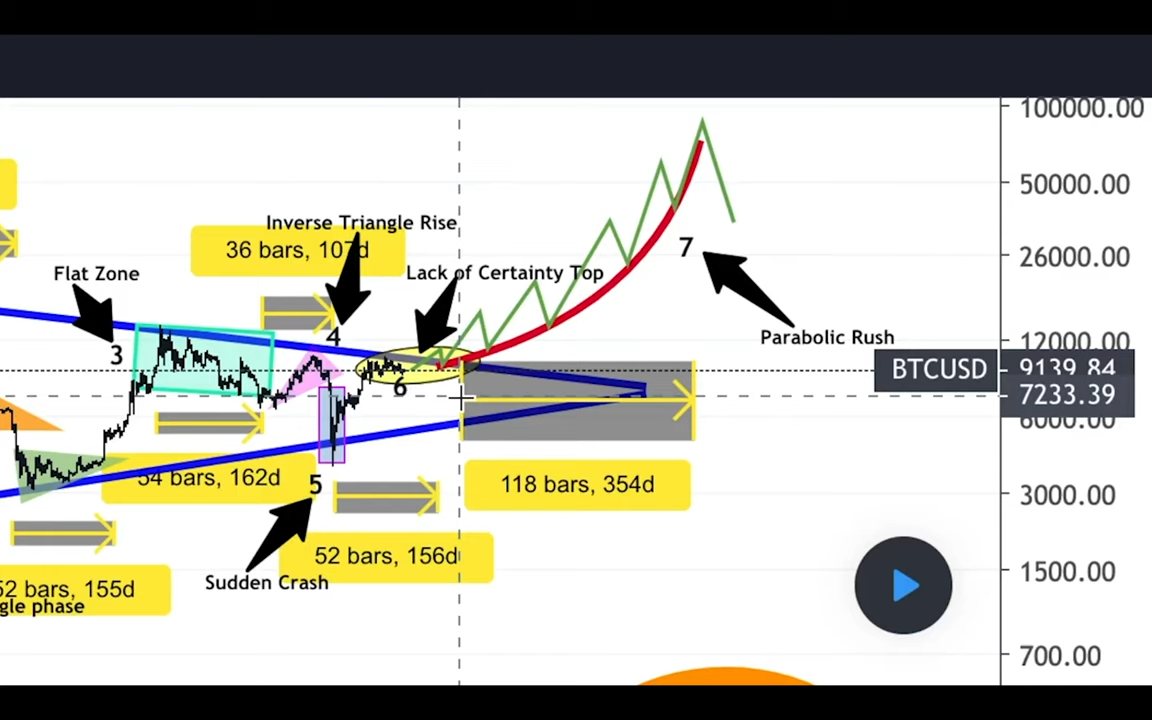 100000.00
50000.00
Inverse Triangle Rise
36 bars, 107d
7
26000.00
Flat Zone
Lack of Certainty Top
4
Parabolic Rush
12000.00
3
BTCUSD
9139.84
6
7233.39
6000.00
54 bars, 162d
5
118 bars, 354d
3000.00
52 bars, 156d
1500.00
Sudden Crash
52 bars, 155d
gle phase
700.00